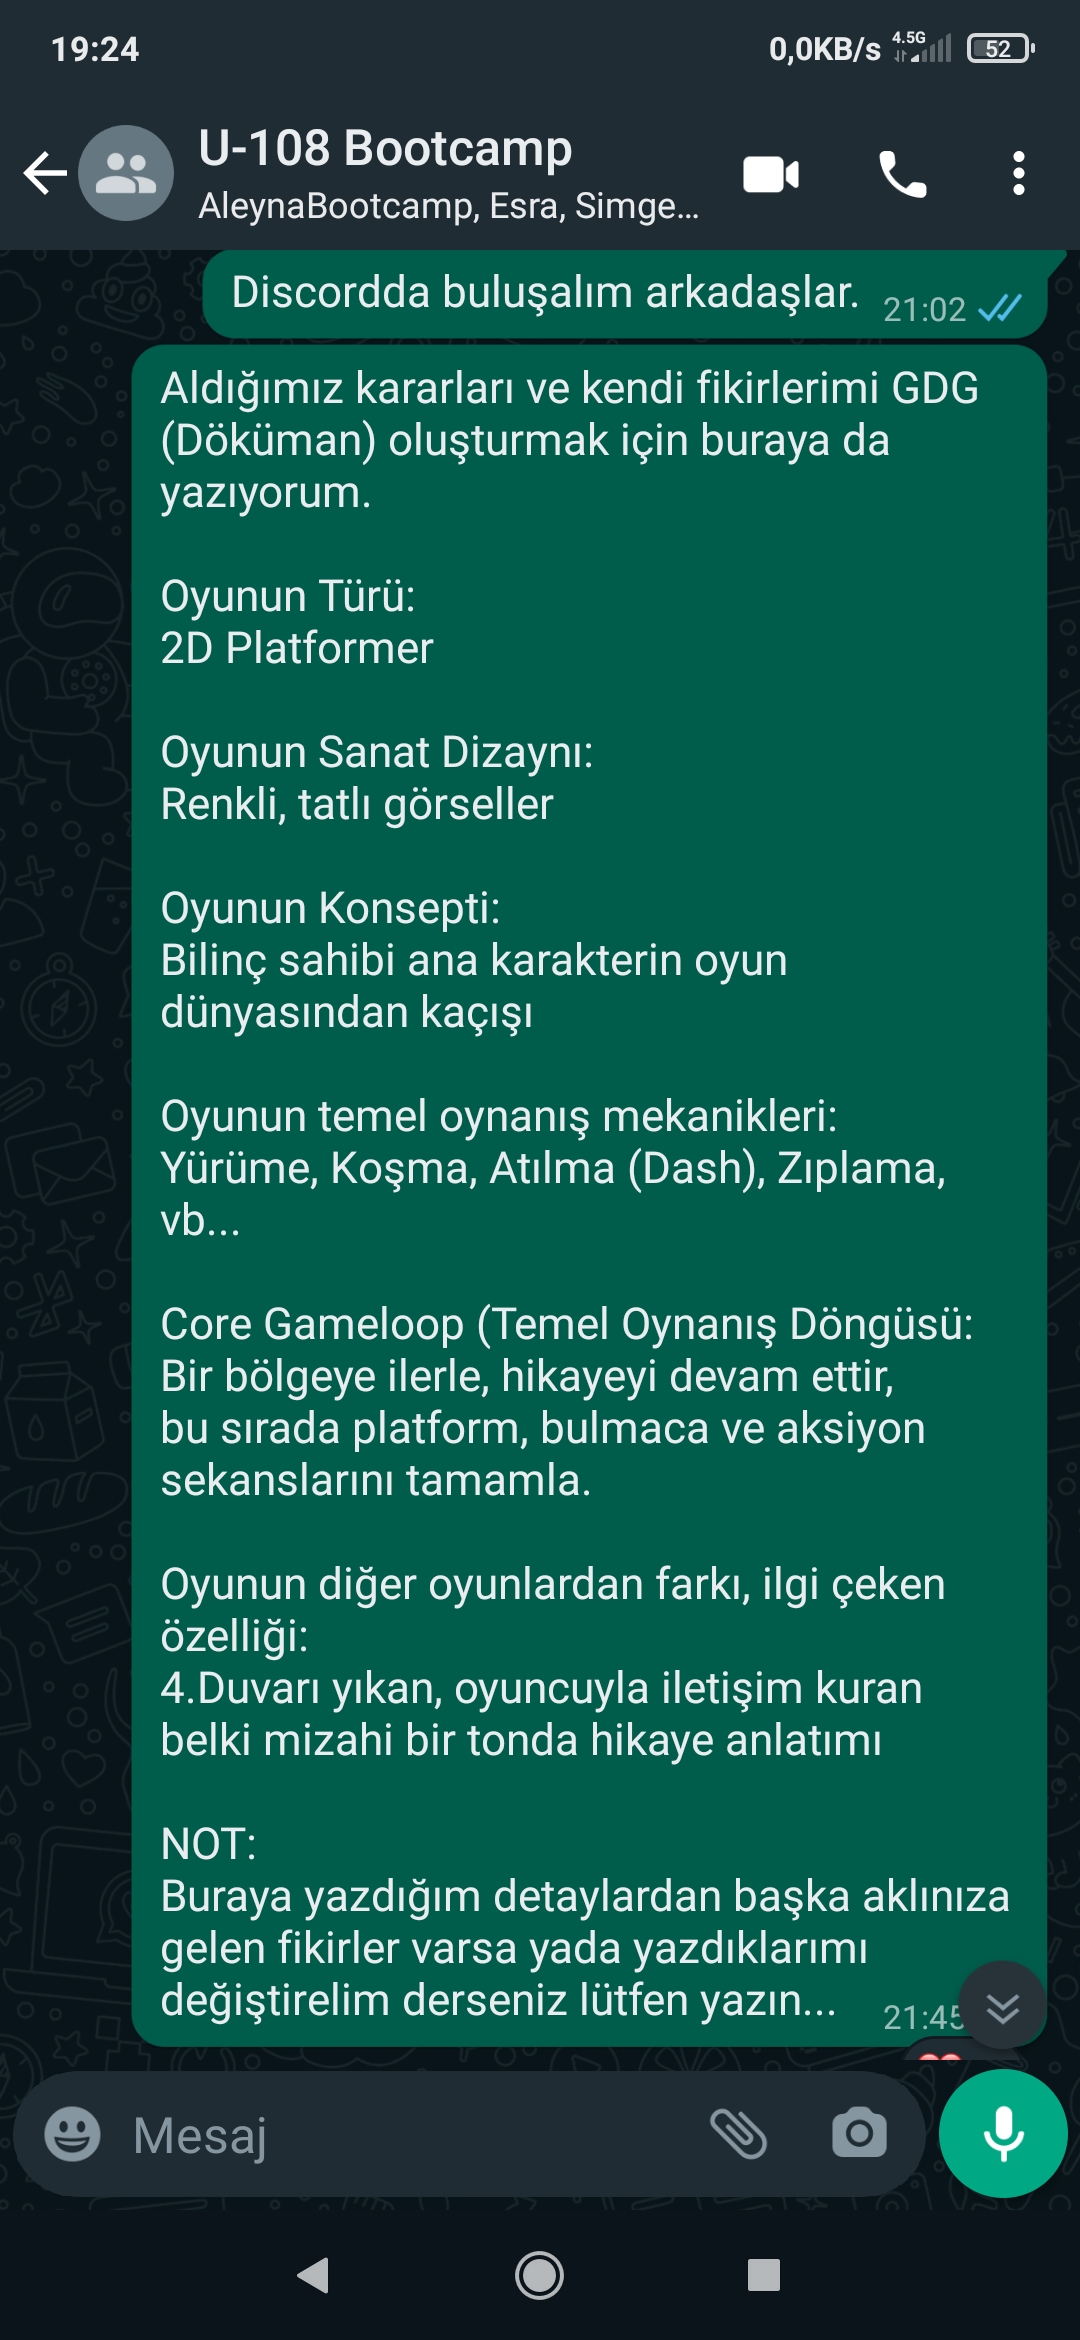 19:24
0,0KB/s 4.5G 52
U-108 Bootcamp
AleynaBootcamp, Esra, Simge...
Discordda buluşalım arkadaşlar. 21:02
Aldığımız kararları ve kendi fikirlerimi GDG
(Döküman) oluşturmak için buraya da
yazıyorum.
Oyunun Türü:
2D Platformer
Oyunun Sanat Dizaynı:
Renkli, tatlı görseller
Oyunun Konsepti:
Bilinç sahibi ana karakterin oyun
dünyasından kaçışı
Oyunun temel oynanış mekanikleri:
Yürüme, Koşma, Atılma (Dash), Zıplama,
vb...
Core Gameloop (Temel Oynanış Döngüsü:
Bir bölgeye ilerle, hikayeyi devam ettir,
bu sırada platform, bulmaca ve aksiyon
sekanslarını tamamla.
Oyunun diğer oyunlardan farkı, ilgi çeken
özelliği:
4.Duvarı yıkan, oyuncuyla iletişim kuran
belki mizahi bir tonda hikaye anlatımı
NOT:
Buraya yazdığım detaylardan başka aklınıza
gelen fikirler varsa yada yazdıklarımı
değiştirelim derseniz lütfen yazın... 21:45
Mesaj